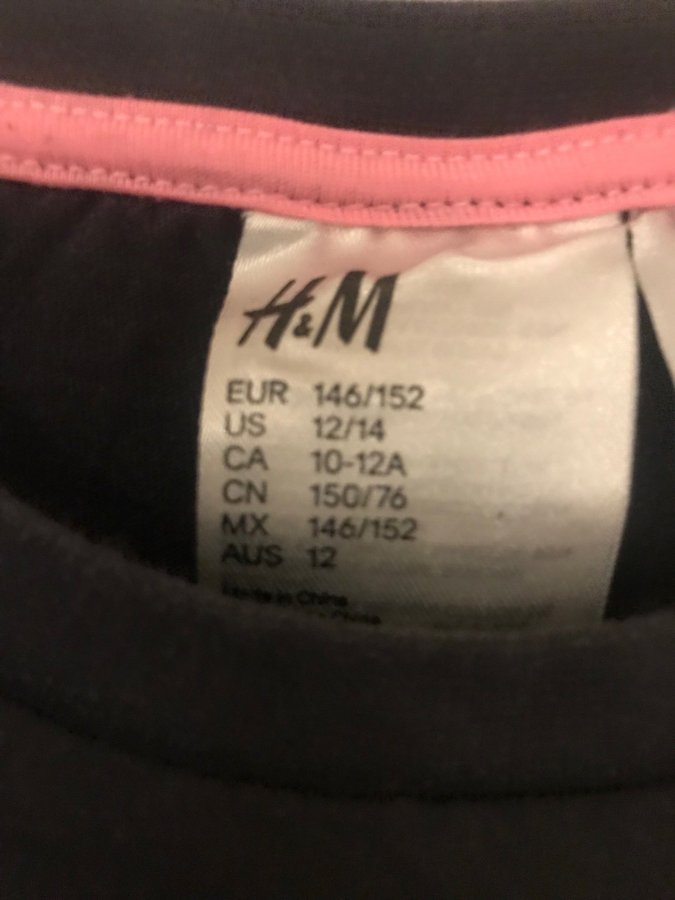 H&M
EUR 146/152
US 12/14
CA 10-12A
CN 150/76
MX 146/152
AUS 12
Made in China
China